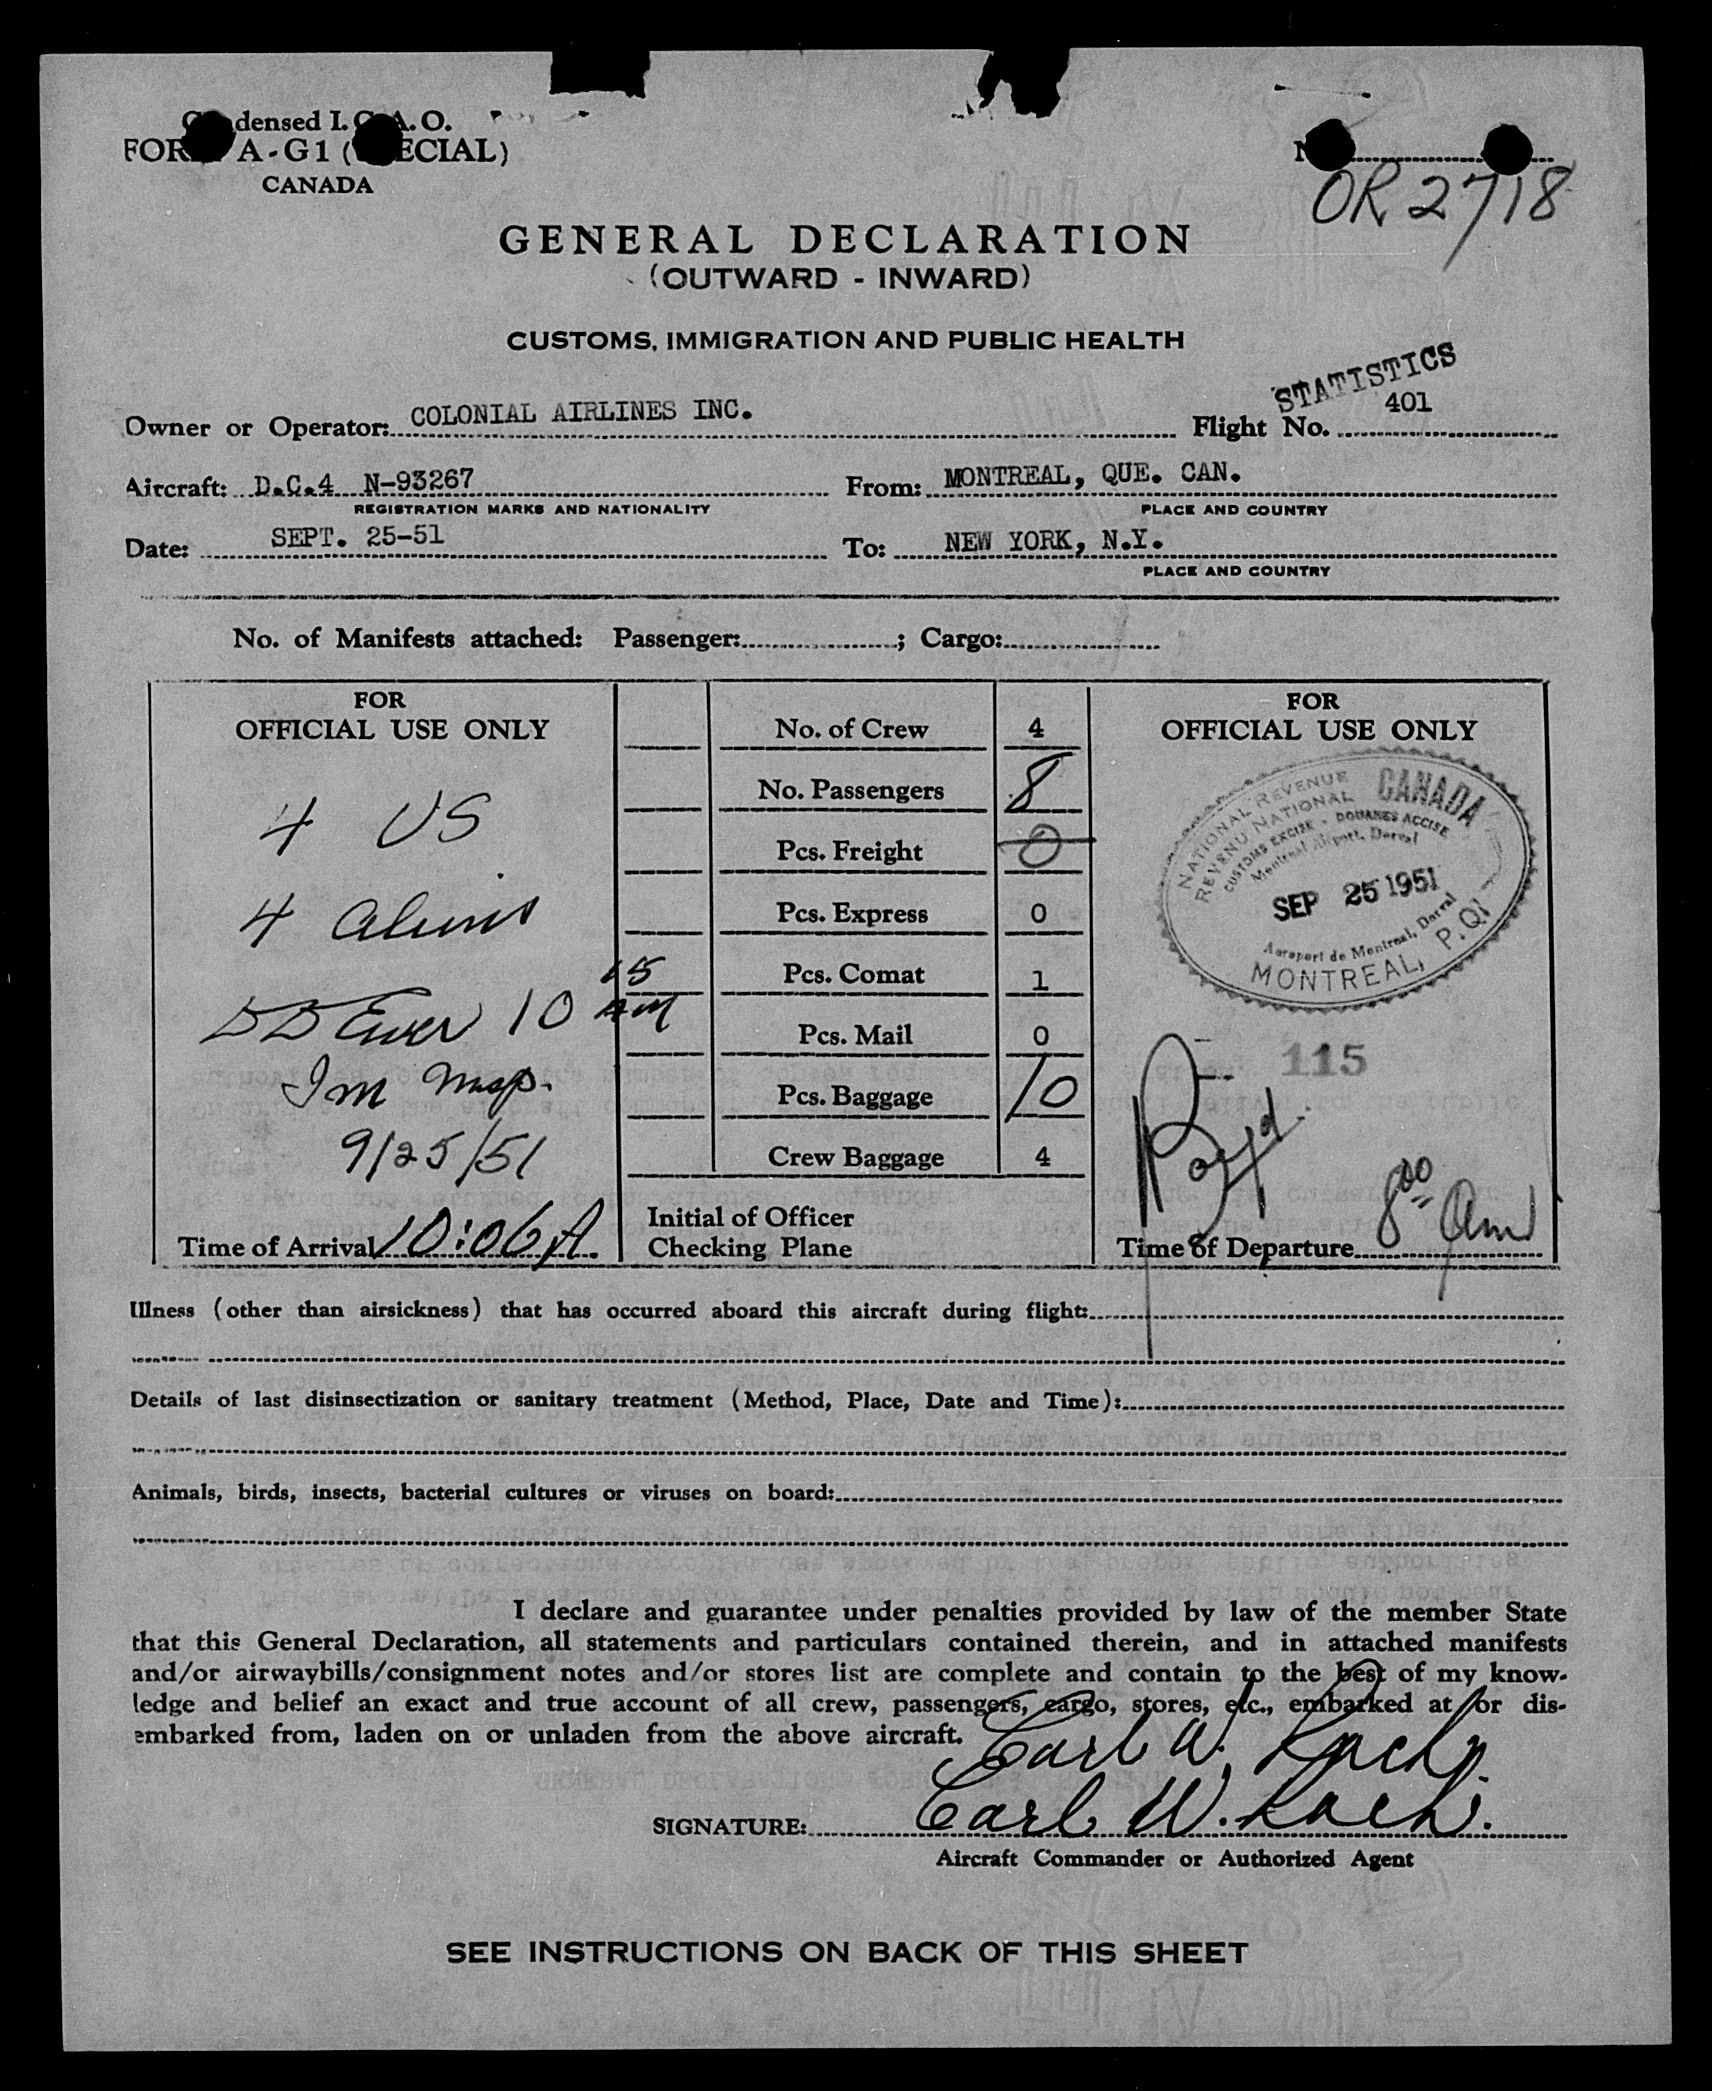 densed I.C.A.O.
FORM A-G1 (SPECIAL)
CANADA
OR 2718
GENERAL DECLARATION
(OUTWARD - INWARD)
CUSTOMS, IMMIGRATION AND PUBLIC HEALTH
STATISTICS
Owner or Operator: COLONIAL AIRLINES INC. Flight No. 401
Aircraft: D.C.4 N-93267 From: MONTREAL, QUE. CAN.
REGISTRATION MARKS AND NATIONALITY PLACE AND COUNTRY
Date: SEPT. 25-51 To: NEW YORK, N.Y.
PLACE AND COUNTRY
No. of Manifests attached: Passenger: ; Cargo:
FOR
OFFICIAL USE ONLY
4 US
4 aliens
10 15 AM
Im Insp.
9/25/51
Time of Arrival 10:06 A.
No. of Crew 4
No. Passengers 8
Pcs. Freight 0
Pcs. Express 0
Pcs. Comat 1
Pcs. Mail 0
Pcs. Baggage 10
Crew Baggage 4
Initial of Officer
Checking Plane
FOR
OFFICIAL USE ONLY
NATIONAL REVENUE CANADA
REVENU NATIONAL
CUSTOMS EXCISE - DOUANES ACCISE
Montreal Airport, Dorval
SEP 25 1951
Aeroport de Montreal, Dorval
MONTREAL, P.Q.
115
Boyd
Time of Departure 8 00 am
Illness (other than airsickness) that has occurred aboard this aircraft during flight:
Details of last disinsectization or sanitary treatment (Method, Place, Date and Time):
Animals, birds, insects, bacterial cultures or viruses on board:
I declare and guarantee under penalties provided by law of the member State
that this General Declaration, all statements and particulars contained therein, and in attached manifests
and/or airwaybills/consignment notes and/or stores list are complete and contain to the best of my know-
ledge and belief an exact and true account of all crew, passengers, cargo, stores, etc., embarked at or dis-
embarked from, laden on or unladen from the above aircraft.
Carl W.
SIGNATURE: Carl W.
Aircraft Commander or Authorized Agent
SEE INSTRUCTIONS ON BACK OF THIS SHEET